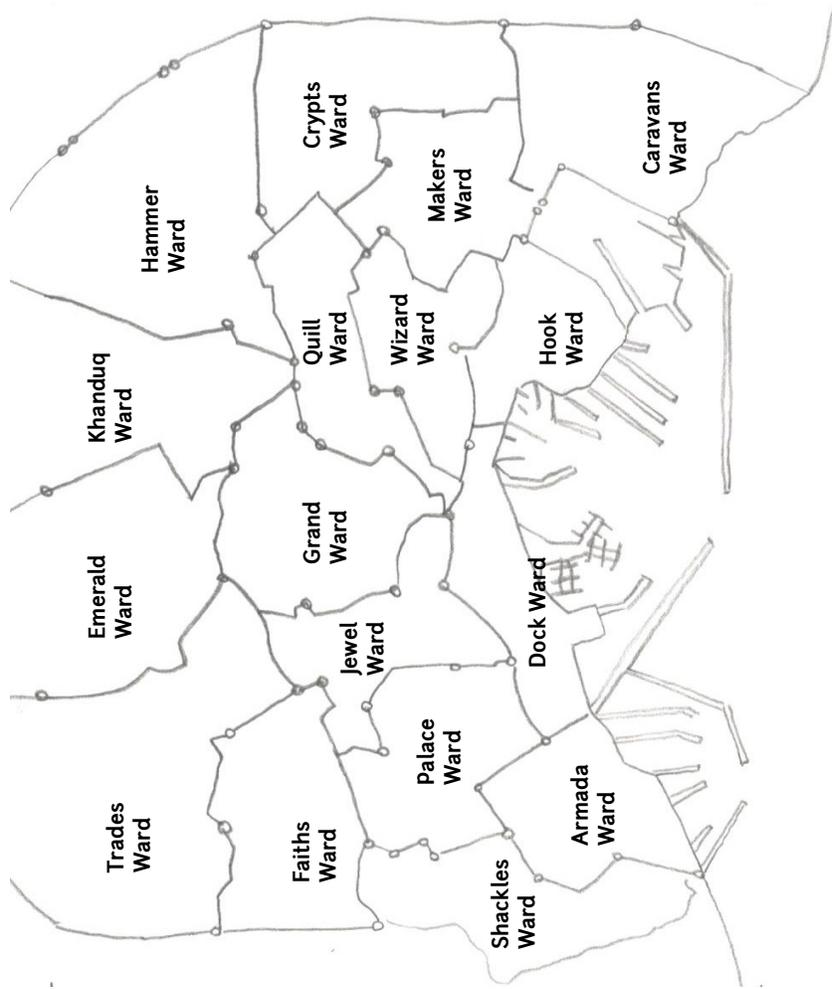 Crypts
Ward
Caravans
Ward
Makers
Ward
Hammer
Ward
Quill
Ward
Wizard
Ward
Hook
Ward
Khanduq
Ward
Grand
Ward
Emerald
Ward
Dock Ward
Jewel
Ward
Palace
Ward
Armada
Ward
Trades
Ward
Faiths
Ward
Shackles
Ward